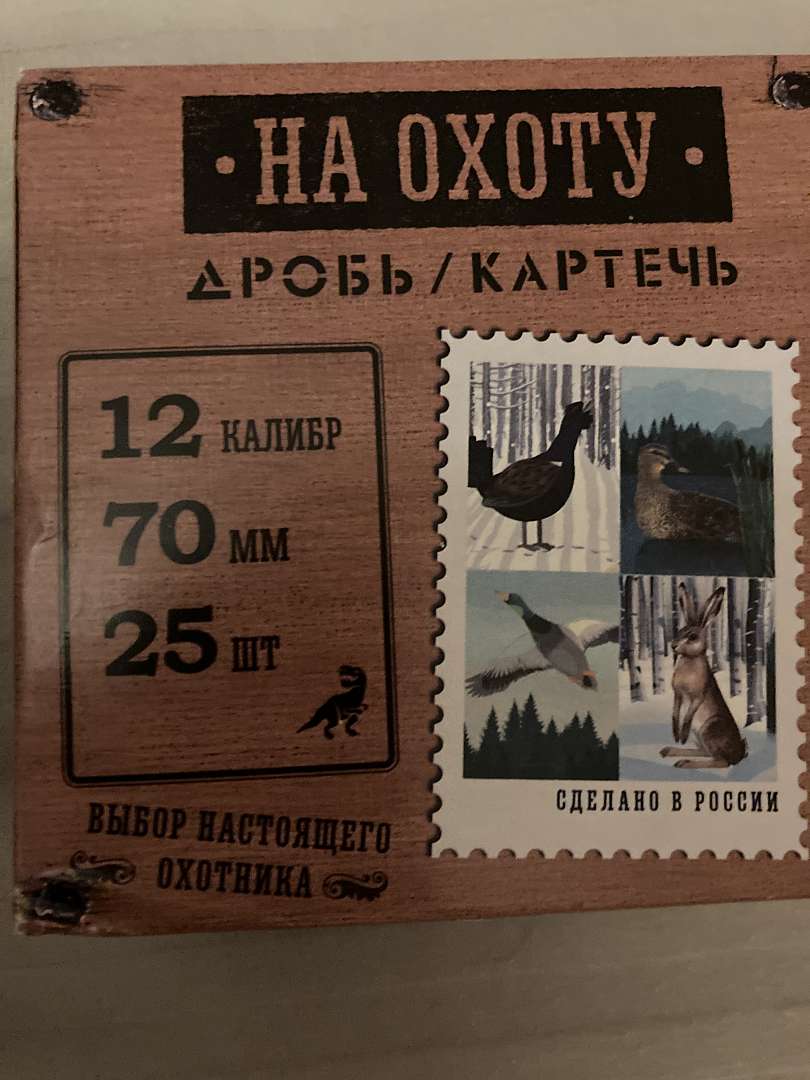 · НА ОХОТУ ·
ДРОБЬ / КАРТЕЧЬ
12 КАЛИБР
70 ММ
25 ШТ
ВЫБОР НАСТОЯЩЕГО
ОХОТНИКА
СДЕЛАНО В РОССИИ